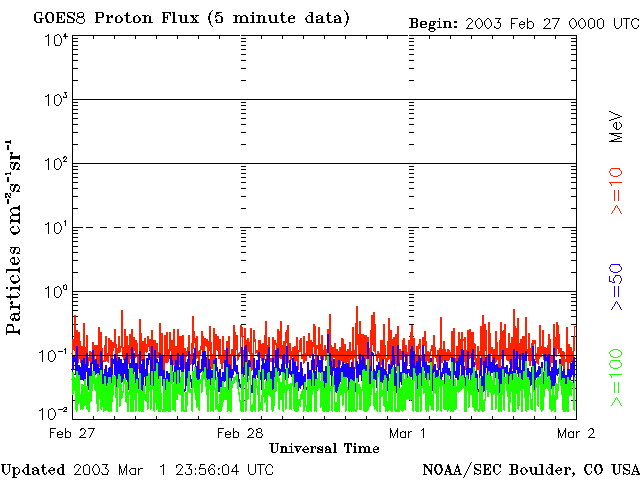 GOES8 Proton Flux (5 minute data)
Begin: 2003 Feb 27 0000 UTC
Particles cm⁻²s⁻¹sr⁻¹
10⁴
10³
10²
10¹
10⁰
10⁻¹
10⁻²
Feb 27
Feb 28
Mar 1
Mar 2
Universal Time
MeV
>=10
>=50
>=100
Updated 2003 Mar 1 23:56:04 UTC
NOAA/SEC Boulder, CO USA